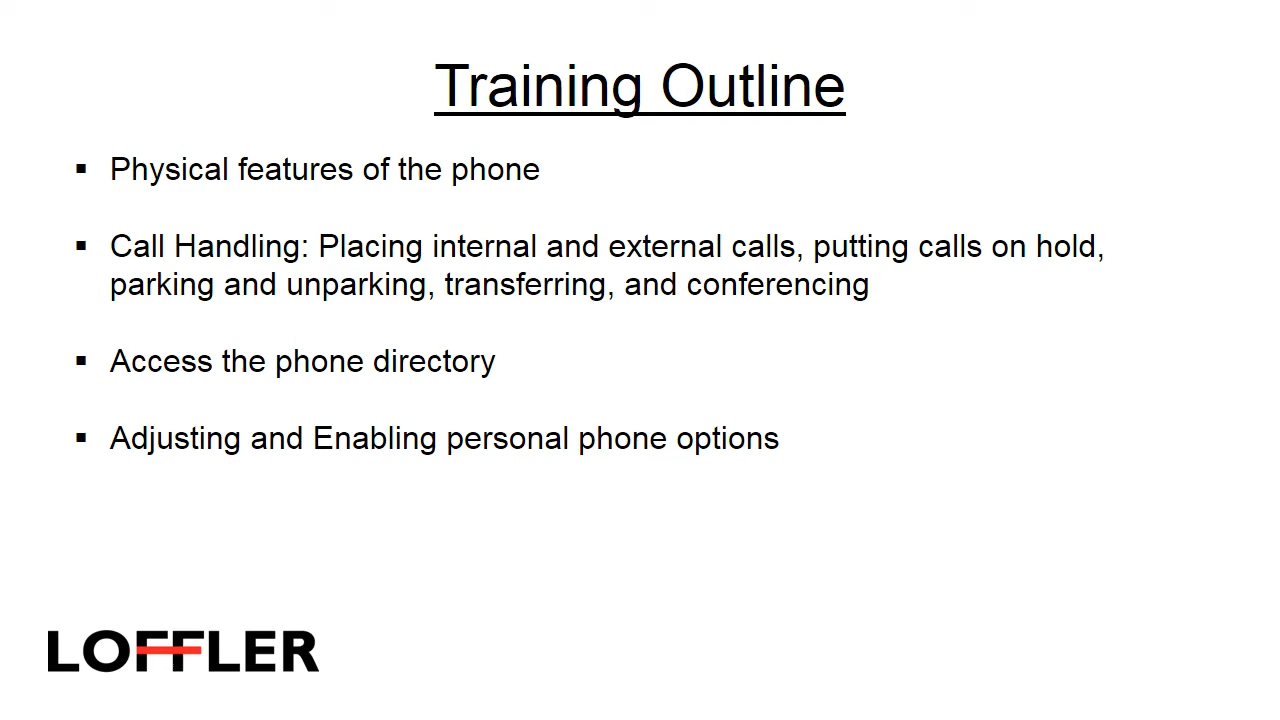 Training Outline
▪ Physical features of the phone
▪ Call Handling: Placing internal and external calls, putting calls on hold,
parking and unparking, transferring, and conferencing
▪ Access the phone directory
▪ Adjusting and Enabling personal phone options
LOFFLER